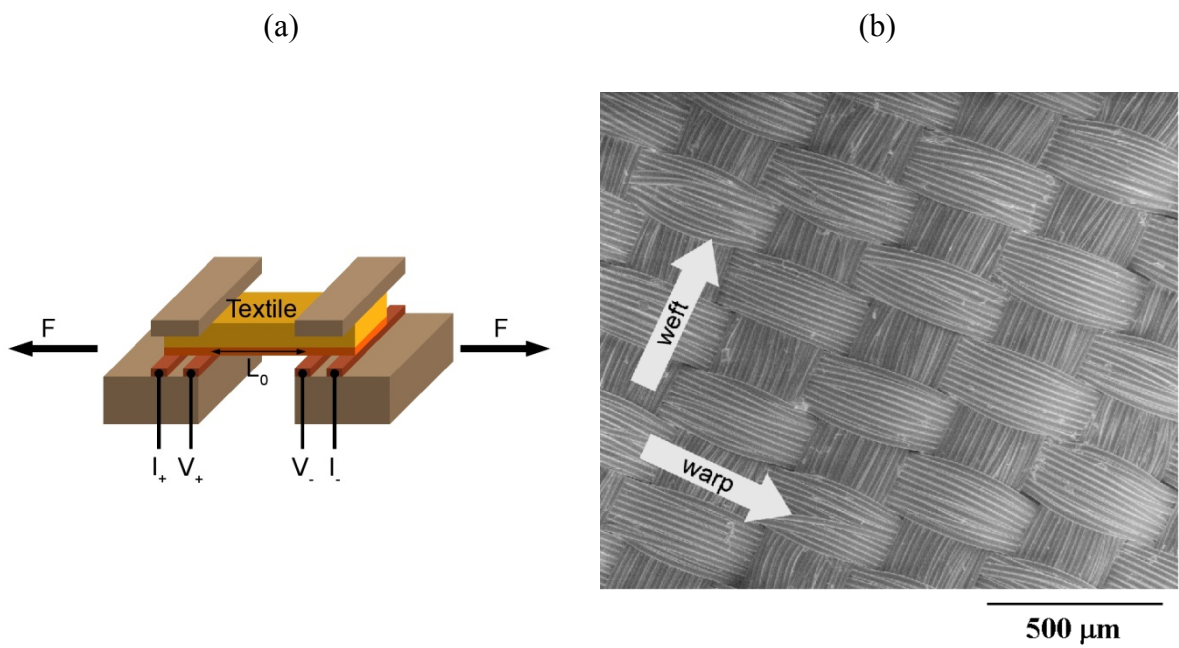 (a)
(b)
Textile
F
F
L₀
I₊ V₊ V₋ I₋
weft
warp
500 µm